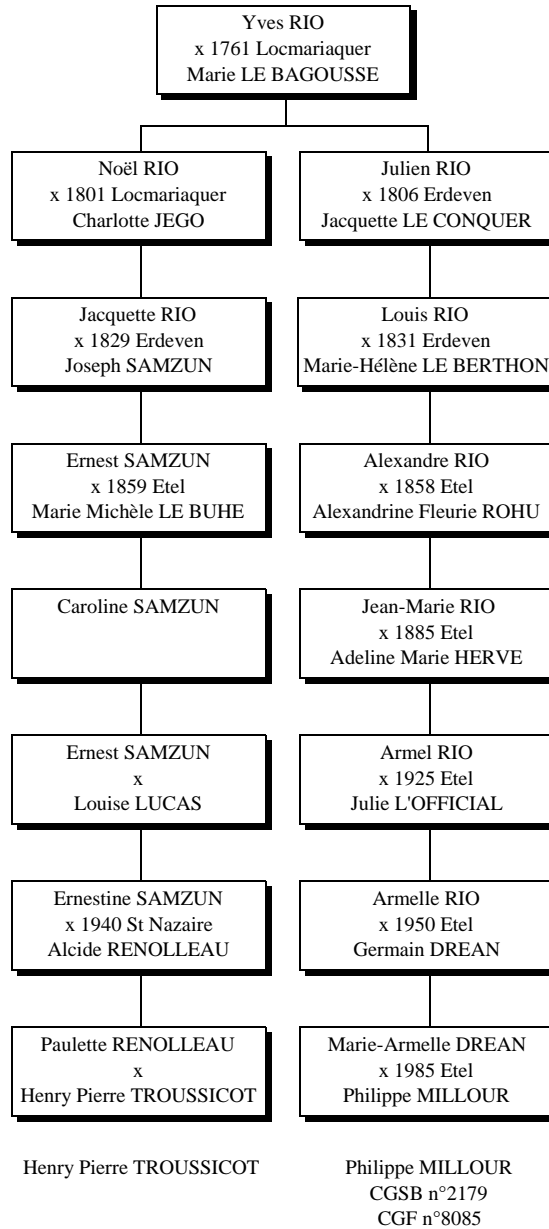 Yves RIO
x 1761 Locmariaquer
Marie LE BAGOUSSE
Noël RIO
x 1801 Locmariaquer
Charlotte JEGO
Julien RIO
x 1806 Erdeven
Jacquette LE CONQUER
Jacquette RIO
x 1829 Erdeven
Joseph SAMZUN
Louis RIO
x 1831 Erdeven
Marie-Hélène LE BERTHON
Ernest SAMZUN
x 1859 Etel
Marie Michèle LE BUHE
Alexandre RIO
x 1858 Etel
Alexandrine Fleurie ROHU
Caroline SAMZUN
Jean-Marie RIO
x 1885 Etel
Adeline Marie HERVE
Ernest SAMZUN
x
Louise LUCAS
Armel RIO
x 1925 Etel
Julie L'OFFICIAL
Ernestine SAMZUN
x 1940 St Nazaire
Alcide RENOLLEAU
Armelle RIO
x 1950 Etel
Germain DREAN
Paulette RENOLLEAU
x
Henry Pierre TROUSSICOT
Marie-Armelle DREAN
x 1985 Etel
Philippe MILLOUR
Henry Pierre TROUSSICOT
Philippe MILLOUR
CGSB n°2179
CGF n°8085